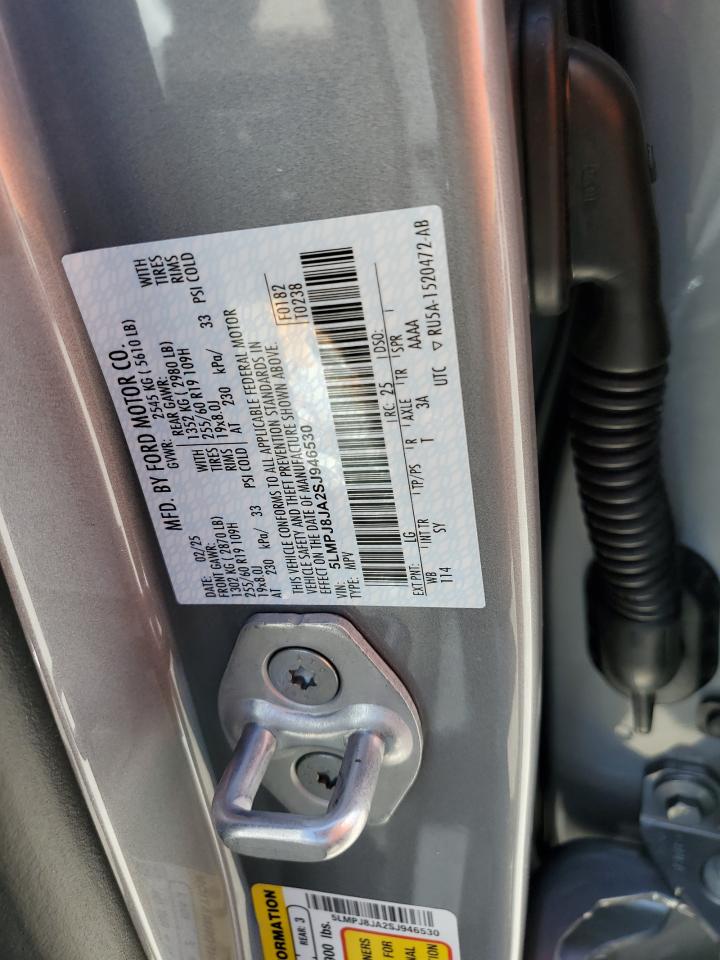 MFD. BY FORD MOTOR CO.
DATE: 02/25 GVWR: 2545 KG ( 5610 LB)
FRONT GAWR: REAR GAWR:
1302 KG ( 2870 LB) WITH 1352 KG ( 2980 LB) WITH
255/60 R19 109H TIRES 255/60 R19 109H TIRES
19x8.0J RIMS 19x8.0J RIMS
AT 230 kPa/ 33 PSI COLD AT 230 kPa/ 33 PSI COLD
THIS VEHICLE CONFORMS TO ALL APPLICABLE FEDERAL MOTOR
VEHICLE SAFETY AND THEFT PREVENTION STANDARDS IN
EFFECT ON THE DATE OF MANUFACTURE SHOWN ABOVE.
VIN: 5LMPJ8JA2SJ946530 F0182
TYPE: MPV T0238
EXT PNT: LG RC: 25 DSO:
WB INT TR TP/PS R AXLE TR SPR
114 SY T 3A AAAA
UTC ▽ RU5A-1520472-AB
5LMPJ8JA2SJ946530
REAR: 3